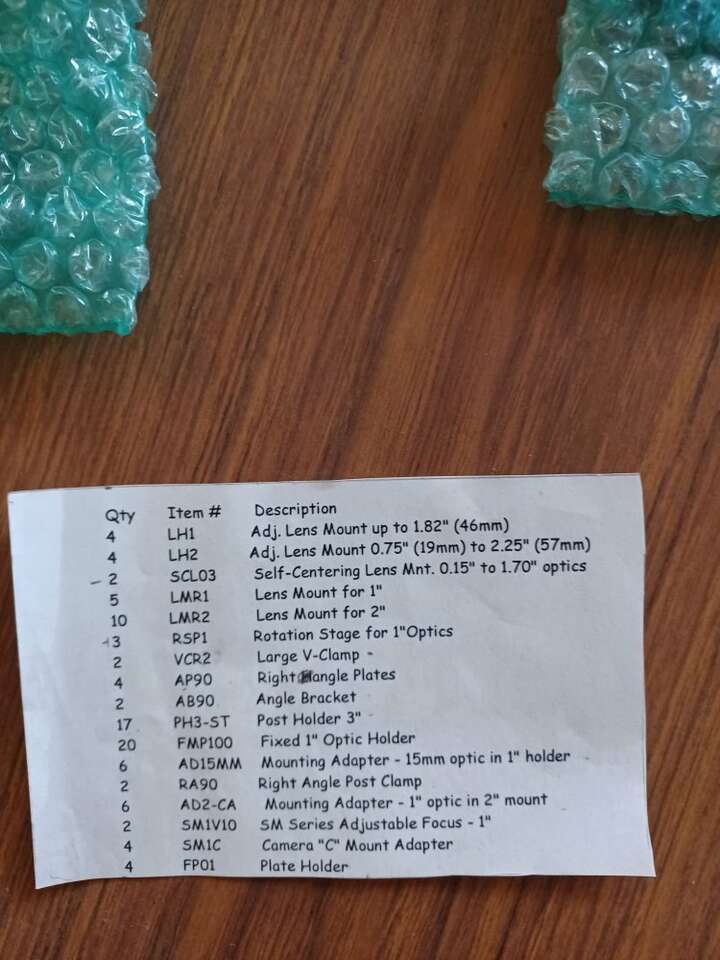 Qty Item # Description
4 LH1 Adj. Lens Mount up to 1.82" (46mm)
4 LH2 Adj. Lens Mount 0.75" (19mm) to 2.25" (57mm)
- 2 SCL03 Self-Centering Lens Mnt. 0.15" to 1.70" optics
5 LMR1 Lens Mount for 1"
10 LMR2 Lens Mount for 2"
3 RSP1 Rotation Stage for 1"Optics
2 VCR2 Large V-Clamp -
4 AP90 Right angle Plates
2 AB90 Angle Bracket
17 PH3-ST Post Holder 3"
20 FMP100 Fixed 1" Optic Holder
6 AD15MM Mounting Adapter - 15mm optic in 1" holder
2 RA90 Right Angle Post Clamp
6 AD2-CA Mounting Adapter - 1" optic in 2" mount
2 SM1V10 SM Series Adjustable Focus - 1"
4 SM1C Camera "C" Mount Adapter
4 FP01 Plate Holder